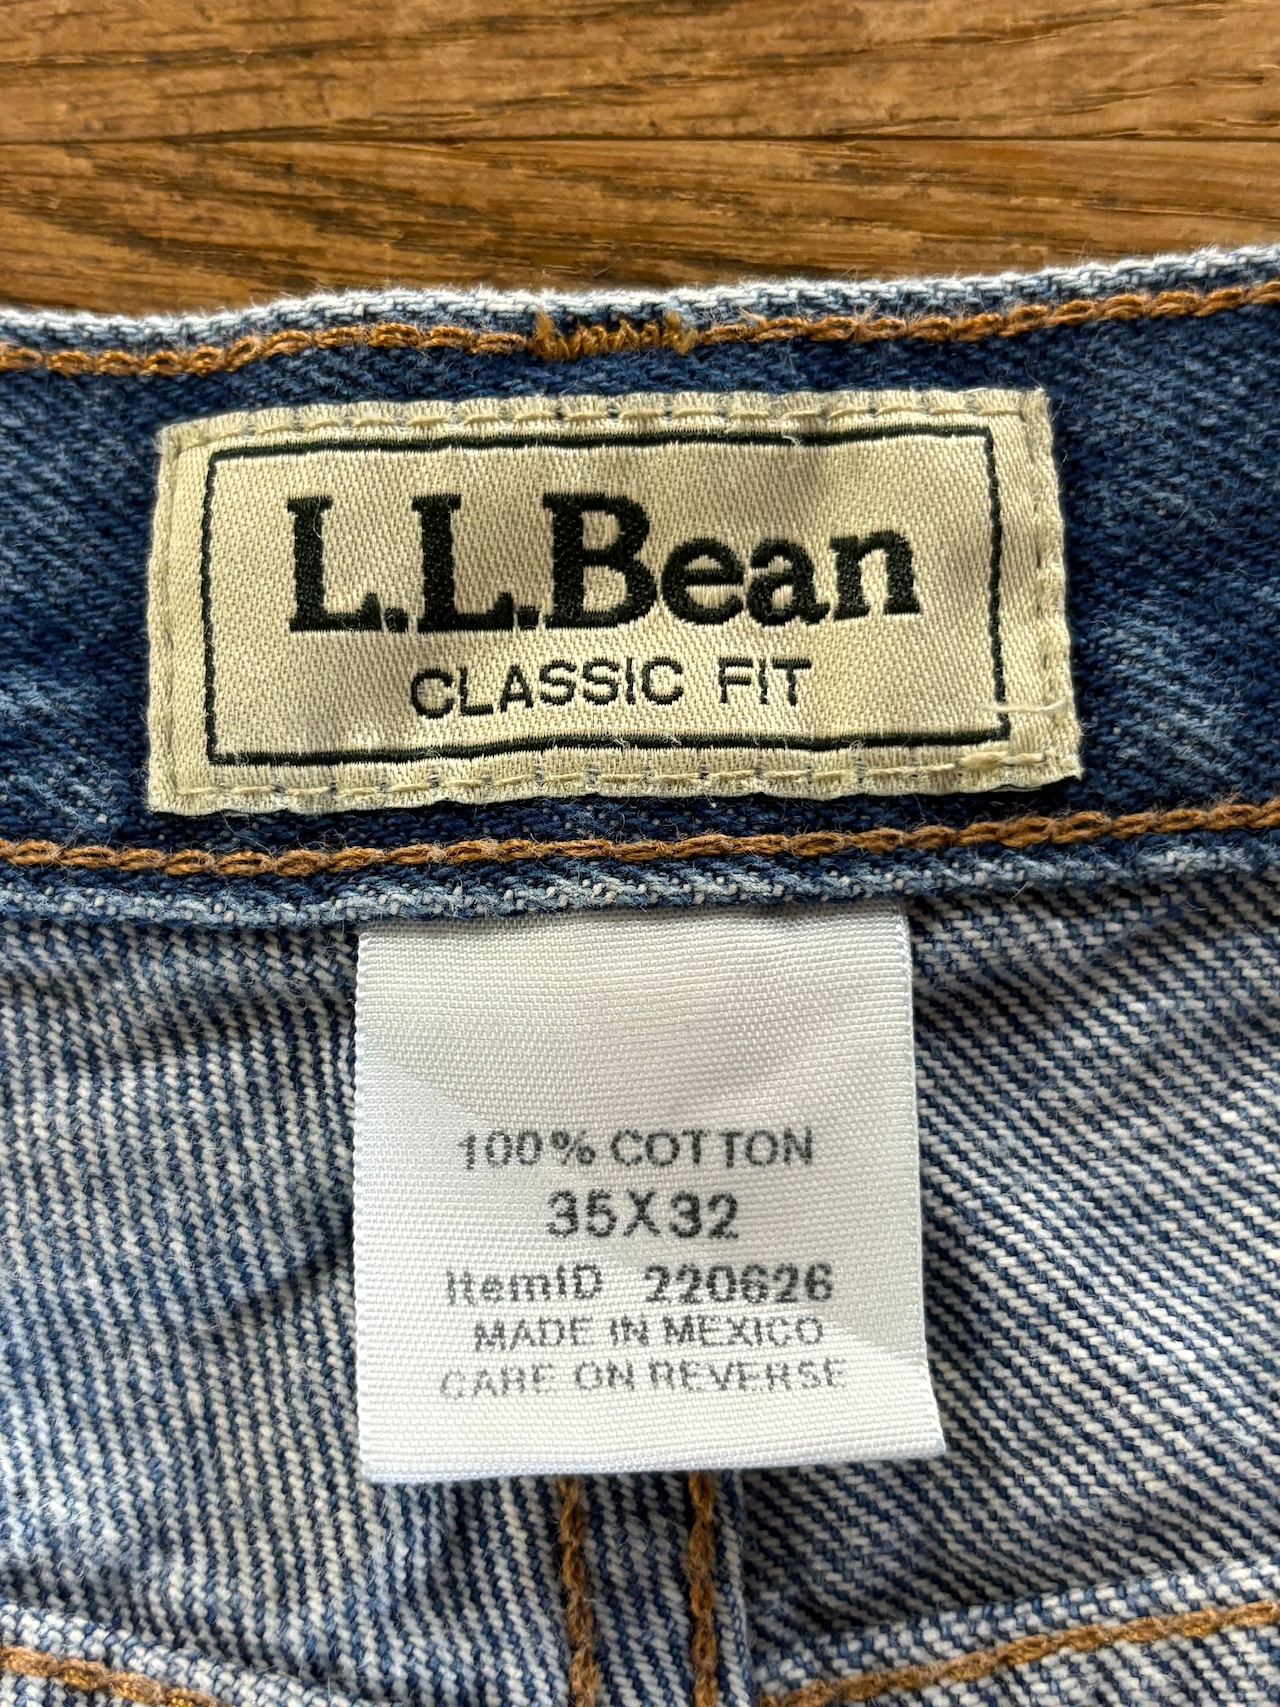 L.L.Bean
CLASSIC FIT
100% COTTON
35X32
ItemID 220626
MADE IN MEXICO
CARE ON REVERSE